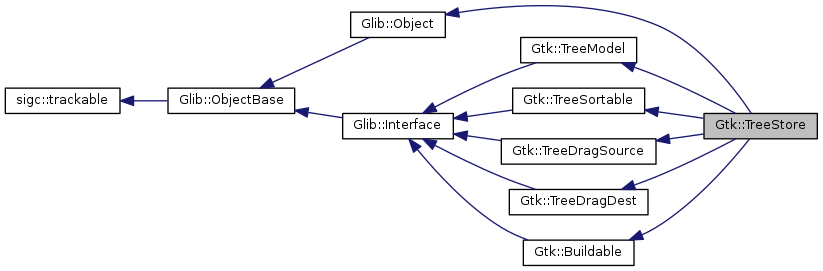 Glib::Object
Gtk::TreeModel
sigc::trackable
Glib::ObjectBase
Gtk::TreeSortable
Glib::Interface
Gtk::TreeStore
Gtk::TreeDragSource
Gtk::TreeDragDest
Gtk::Buildable